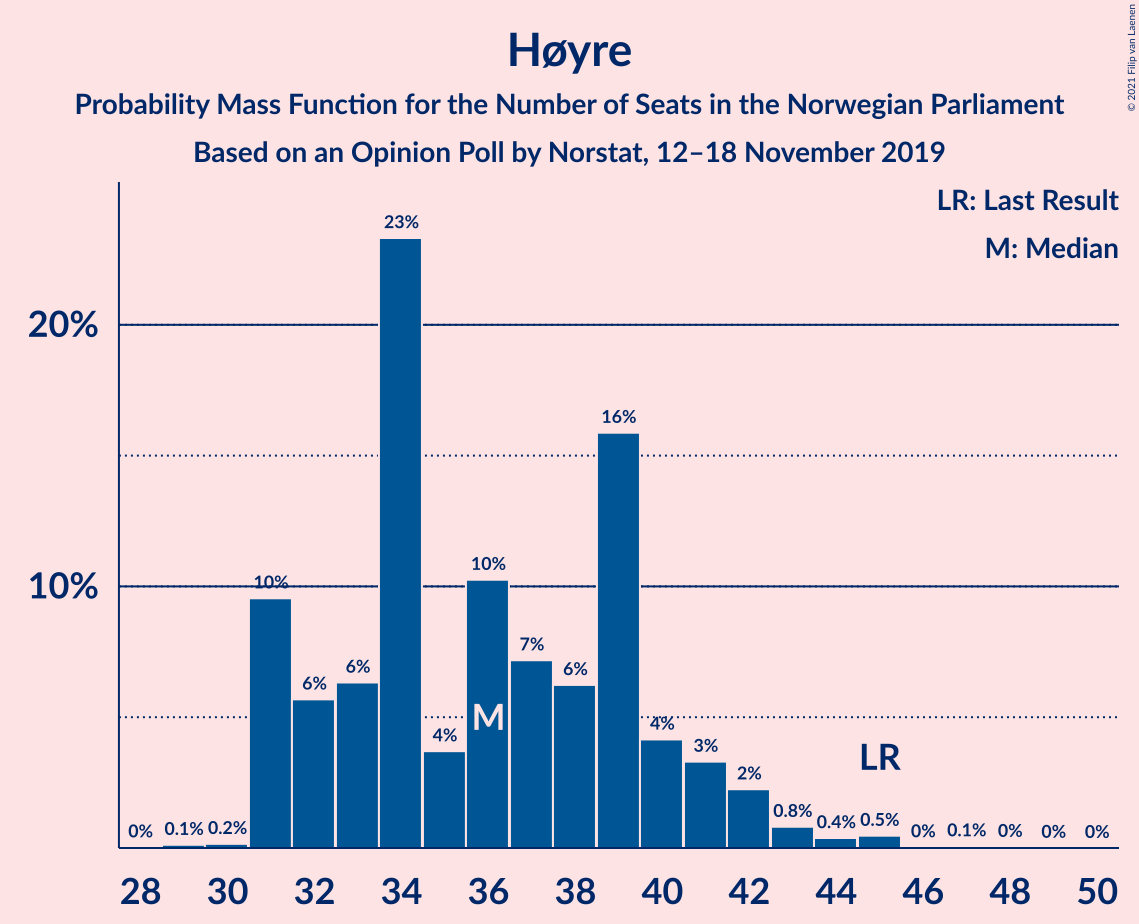 © 2021 Filip van Laenen
Høyre
Probability Mass Function for the Number of Seats in the Norwegian Parliament
Based on an Opinion Poll by Norstat, 12–18 November 2019
LR: Last Result
M: Median
20%
10%
0% 0.1% 0.2% 10% 6% 6% 23% 4% 10% 7% 6% 16% 4% 3% 2% 0.8% 0.4% 0.5% 0% 0.1% 0% 0% 0%
M
LR
28 30 32 34 36 38 40 42 44 46 48 50